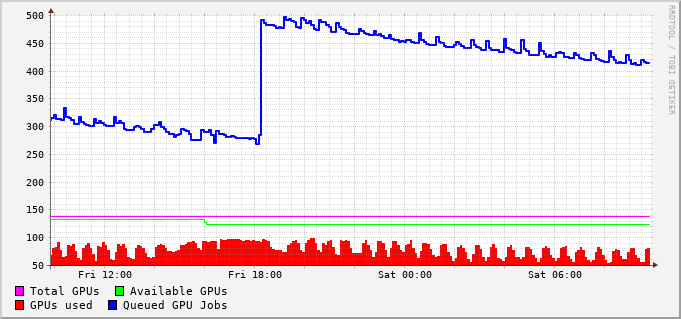 500
450
400
350
300
250
200
150
100
50
Fri 12:00 Fri 18:00 Sat 00:00 Sat 06:00
Total GPUs Available GPUs
GPUs used Queued GPU Jobs
RRDTOOL / TOBI OETIKER